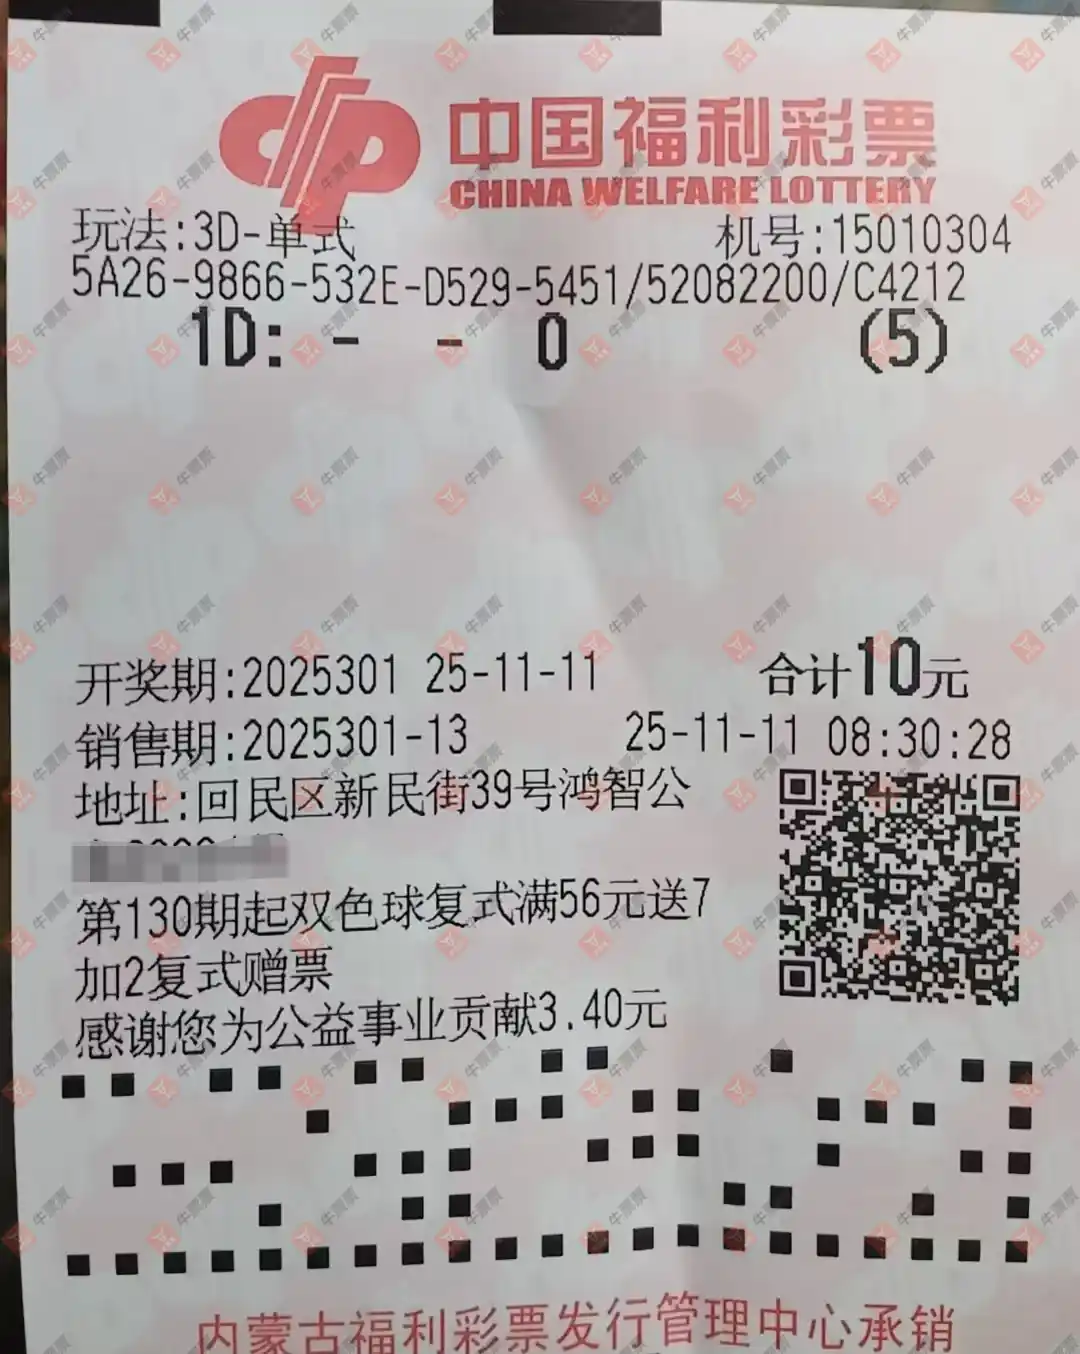 中国福利彩票
CHINA WELFARE LOTTERY
玩法:3D-单式 机号:15010304
5A26-9866-532E-D529-5451/52082200/C4212
1D: - - 0 (5)
开奖期:2025301 25-11-11 合计10元
销售期:2025301-13 25-11-11 08:30:28
地址:回民区新民街39号鸿智公
第130期起双色球复式满56元送7
加2复式赠票
感谢您为公益事业贡献3.40元
内蒙古福利彩票发行管理中心承销
牛票票